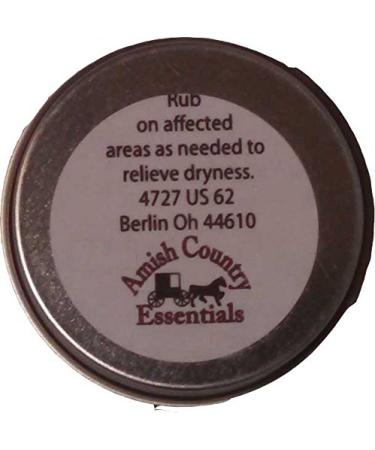 Rub
on affected
areas as needed to
relieve dryness.
4727 US 62
Berlin Oh 44610
Amish Country
Essentials